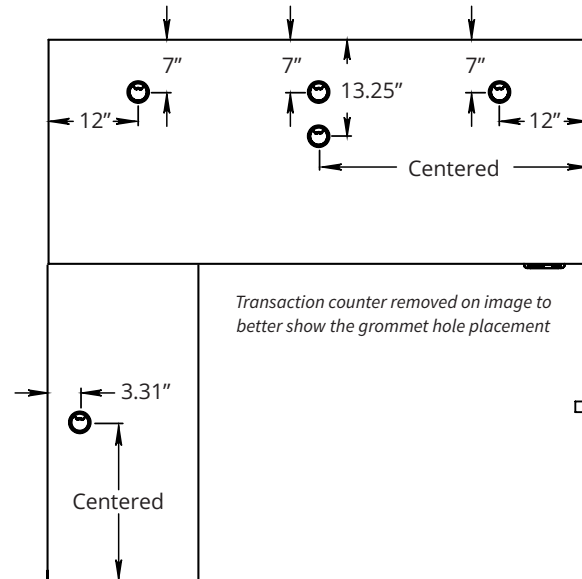 7” 7” 7”
13.25”
12” 12”
Centered
Transaction counter removed on image to
better show the grommet hole placement
3.31”
Centered